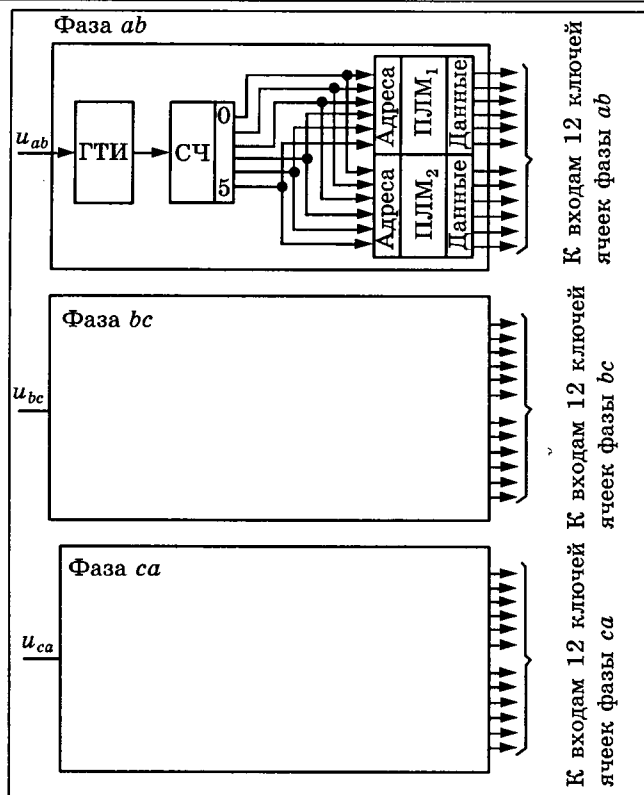 Фаза ab
u_ab
ГТИ
СЧ
0
5
Адреса
ПЛМ₁
Данные
Адреса
ПЛМ₂
Данные
К входам 12 ключей
ячеек фазы ab
Фаза bc
u_bc
К входам 12 ключей
ячеек фазы bc
Фаза ca
u_ca
К входам 12 ключей
ячеек фазы ca